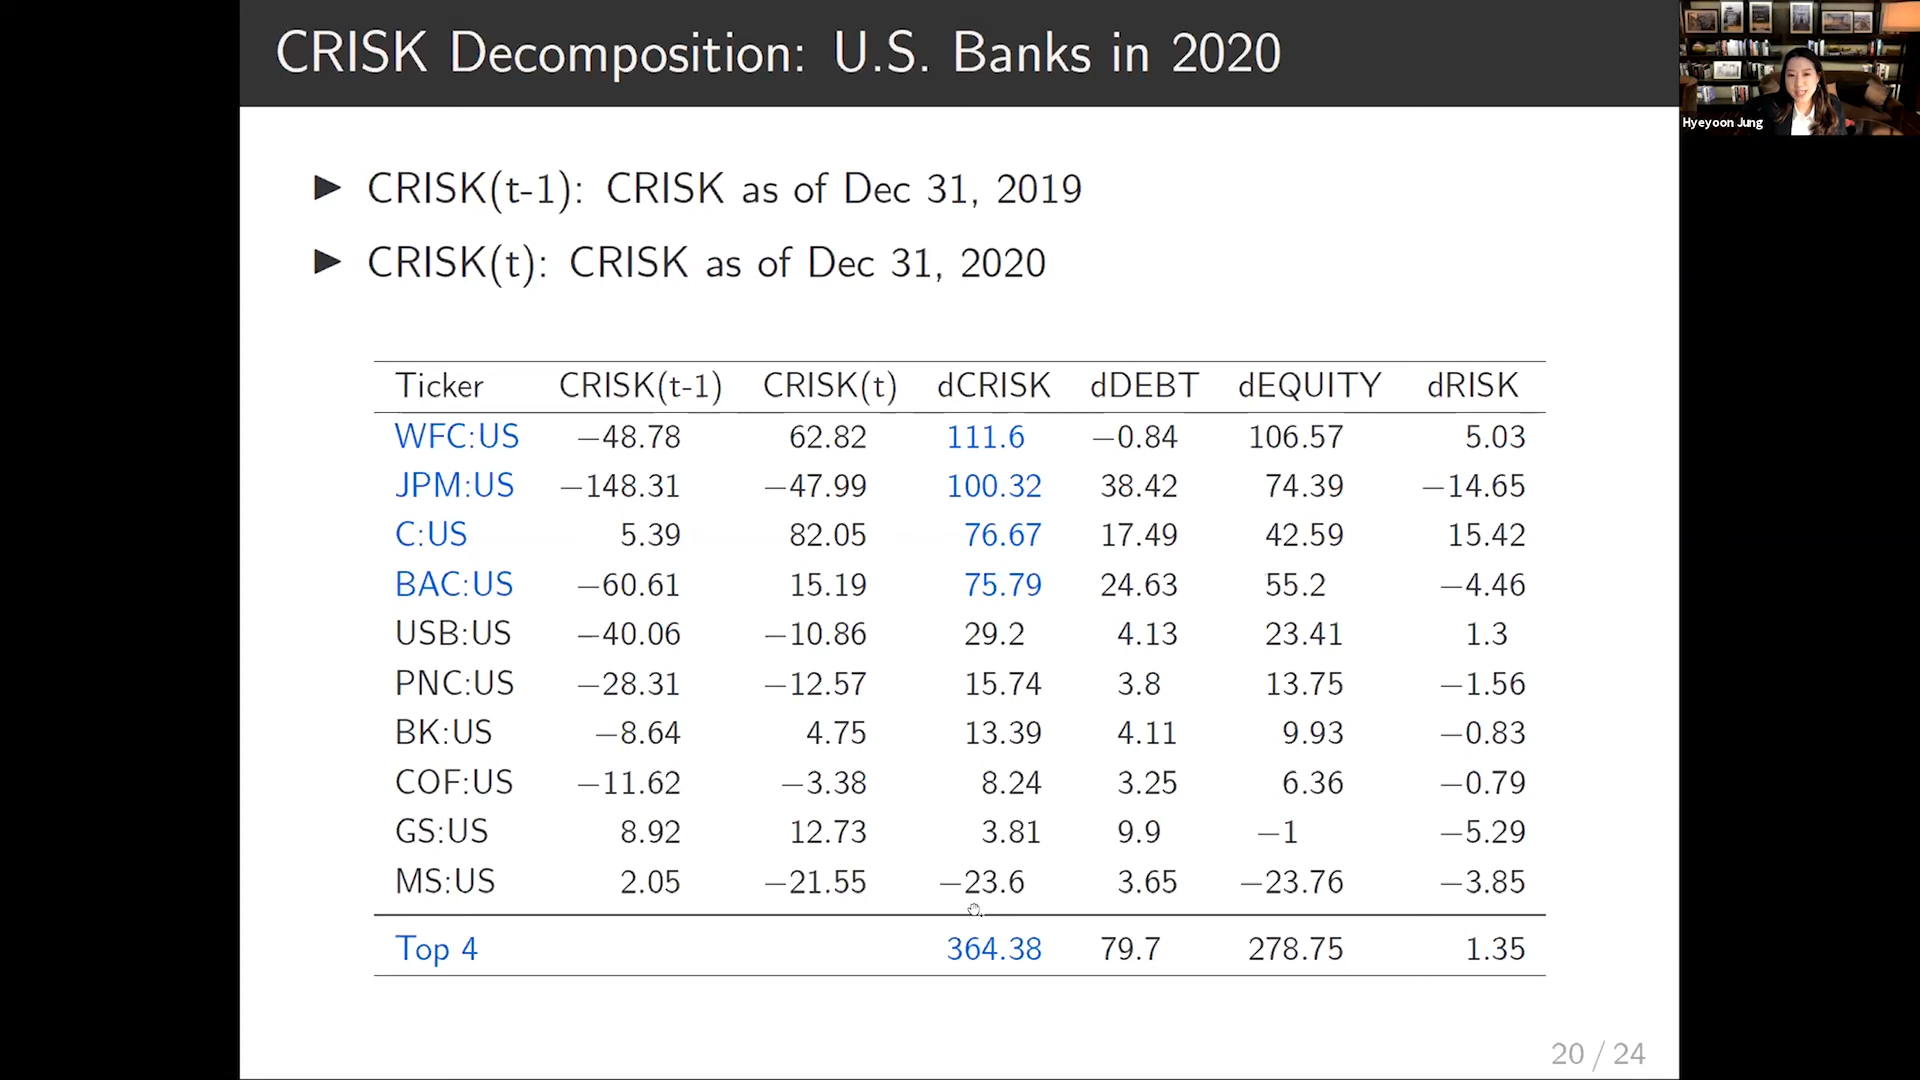 CRISK Decomposition: U.S. Banks in 2020
Hyeyoon Jung
▶ CRISK(t-1): CRISK as of Dec 31, 2019
▶ CRISK(t): CRISK as of Dec 31, 2020
Ticker CRISK(t-1) CRISK(t) dCRISK dDEBT dEQUITY dRISK
WFC:US −48.78 62.82 111.6 −0.84 106.57 5.03
JPM:US −148.31 −47.99 100.32 38.42 74.39 −14.65
C:US 5.39 82.05 76.67 17.49 42.59 15.42
BAC:US −60.61 15.19 75.79 24.63 55.2 −4.46
USB:US −40.06 −10.86 29.2 4.13 23.41 1.3
PNC:US −28.31 −12.57 15.74 3.8 13.75 −1.56
BK:US −8.64 4.75 13.39 4.11 9.93 −0.83
COF:US −11.62 −3.38 8.24 3.25 6.36 −0.79
GS:US 8.92 12.73 3.81 9.9 −1 −5.29
MS:US 2.05 −21.55 −23.6 3.65 −23.76 −3.85
Top 4 364.38 79.7 278.75 1.35
20 / 24